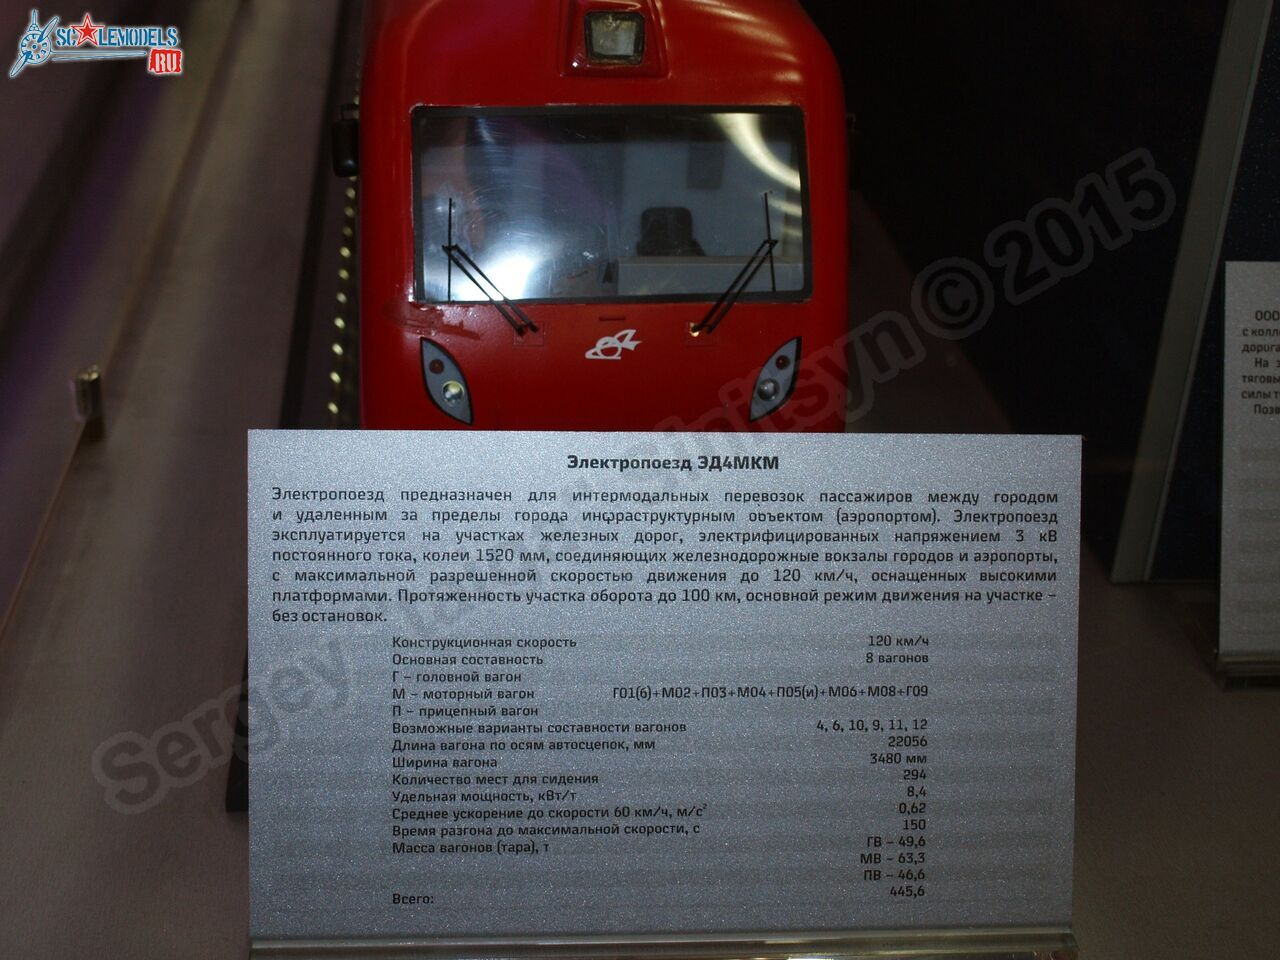 SCALEMODELS
RU
© 2015
Электропоезд ЭД4МКМ
Электропоезд предназначен для интермодальных перевозок пассажиров между городом
и удаленным за пределы города инфраструктурным объектом (аэропортом). Электропоезд
эксплуатируется на участках железных дорог, электрифицированных напряжением 3 кВ
постоянного тока, колеи 1520 мм, соединяющих железнодорожные вокзалы городов и аэропорты,
с максимальной разрешенной скоростью движения до 120 км/ч, оснащенных высокими
платформами. Протяженность участка оборота до 100 км, основной режим движения на участке –
без остановок.
Конструкционная скорость 120 км/ч
Основная составность 8 вагонов
Г – головной вагон
М – моторный вагон Г01(б)+М02+П03+М04+П05(и)+М06+М08+Г09
П – прицепный вагон
Возможные варианты составности вагонов 4, 6, 10, 9, 11, 12
Длина вагона по осям автосцепок, мм 22056
Ширина вагона 3480 мм
Количество мест для сидения 294
Удельная мощность, кВт/т 8,4
Среднее ускорение до скорости 60 км/ч, м/с² 0,62
Время разгона до максимальной скорости, с 150
Масса вагонов (тара), т ГВ – 49,6
МВ – 63,3
ПВ – 46,6
Всего: 445,6
ООО
с колл
дорога
На з
тяговы
силы т
Позв